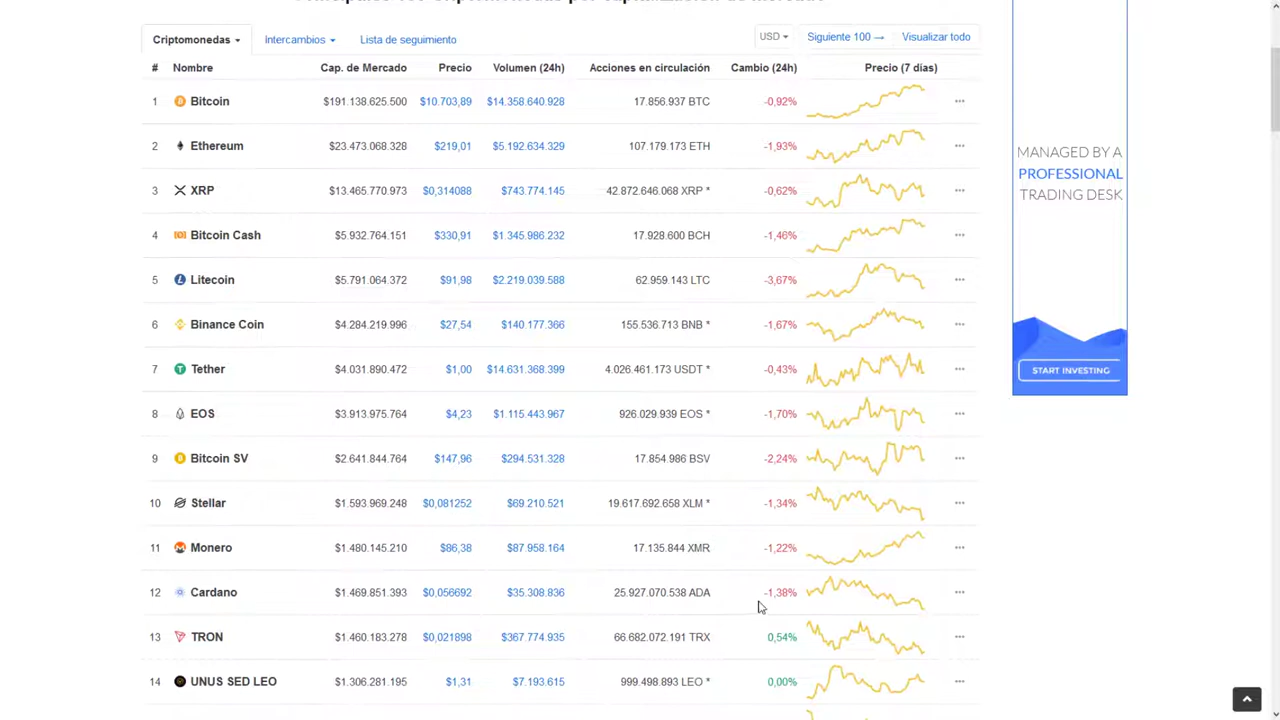 Principales 100 criptomonedas por capitalización de mercado
Criptomonedas Intercambios Lista de seguimiento USD Siguiente 100 → Visualizar todo
# Nombre Cap. de Mercado Precio Volumen (24h) Acciones en circulación Cambio (24h) Precio (7 días)
1 Bitcoin $191.138.625.500 $10.703,89 $14.358.640.928 17.856.937 BTC -0,92%
2 Ethereum $23.473.068.328 $219,01 $5.192.634.329 107.179.173 ETH -1,93%
3 XRP $13.465.770.973 $0,314088 $743.774.145 42.872.646.068 XRP * -0,62%
4 Bitcoin Cash $5.932.764.151 $330,91 $1.345.986.232 17.928.600 BCH -1,46%
5 Litecoin $5.791.064.372 $91,98 $2.219.039.588 62.959.143 LTC -3,67%
6 Binance Coin $4.284.219.996 $27,54 $140.177.366 155.536.713 BNB * -1,67%
7 Tether $4.031.890.472 $1,00 $14.631.368.399 4.026.461.173 USDT * -0,43%
8 EOS $3.913.975.764 $4,23 $1.115.443.967 926.029.939 EOS * -1,70%
9 Bitcoin SV $2.641.844.764 $147,96 $294.531.328 17.854.986 BSV -2,24%
10 Stellar $1.593.969.248 $0,081252 $69.210.521 19.617.692.658 XLM * -1,34%
11 Monero $1.480.145.210 $86,38 $87.958.164 17.135.844 XMR -1,22%
12 Cardano $1.469.851.393 $0,056692 $35.308.836 25.927.070.538 ADA -1,38%
13 TRON $1.460.183.278 $0,021898 $367.774.935 66.682.072.191 TRX 0,54%
14 UNUS SED LEO $1.306.281.195 $1,31 $7.193.615 999.498.893 LEO * 0,00%
MANAGED BY A
PROFESSIONAL
TRADING DESK
START INVESTING